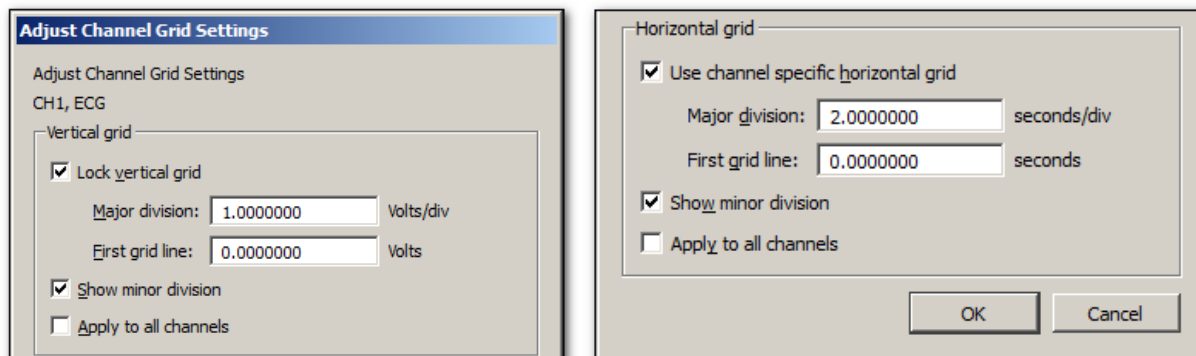 Adjust Channel Grid Settings
Adjust Channel Grid Settings
CH1, ECG
Vertical grid
Lock vertical grid
Major division: 1.0000000 Volts/div
First grid line: 0.0000000 Volts
Show minor division
Apply to all channels
Horizontal grid
Use channel specific horizontal grid
Major division: 2.0000000 seconds/div
First grid line: 0.0000000 seconds
Show minor division
Apply to all channels
OK Cancel